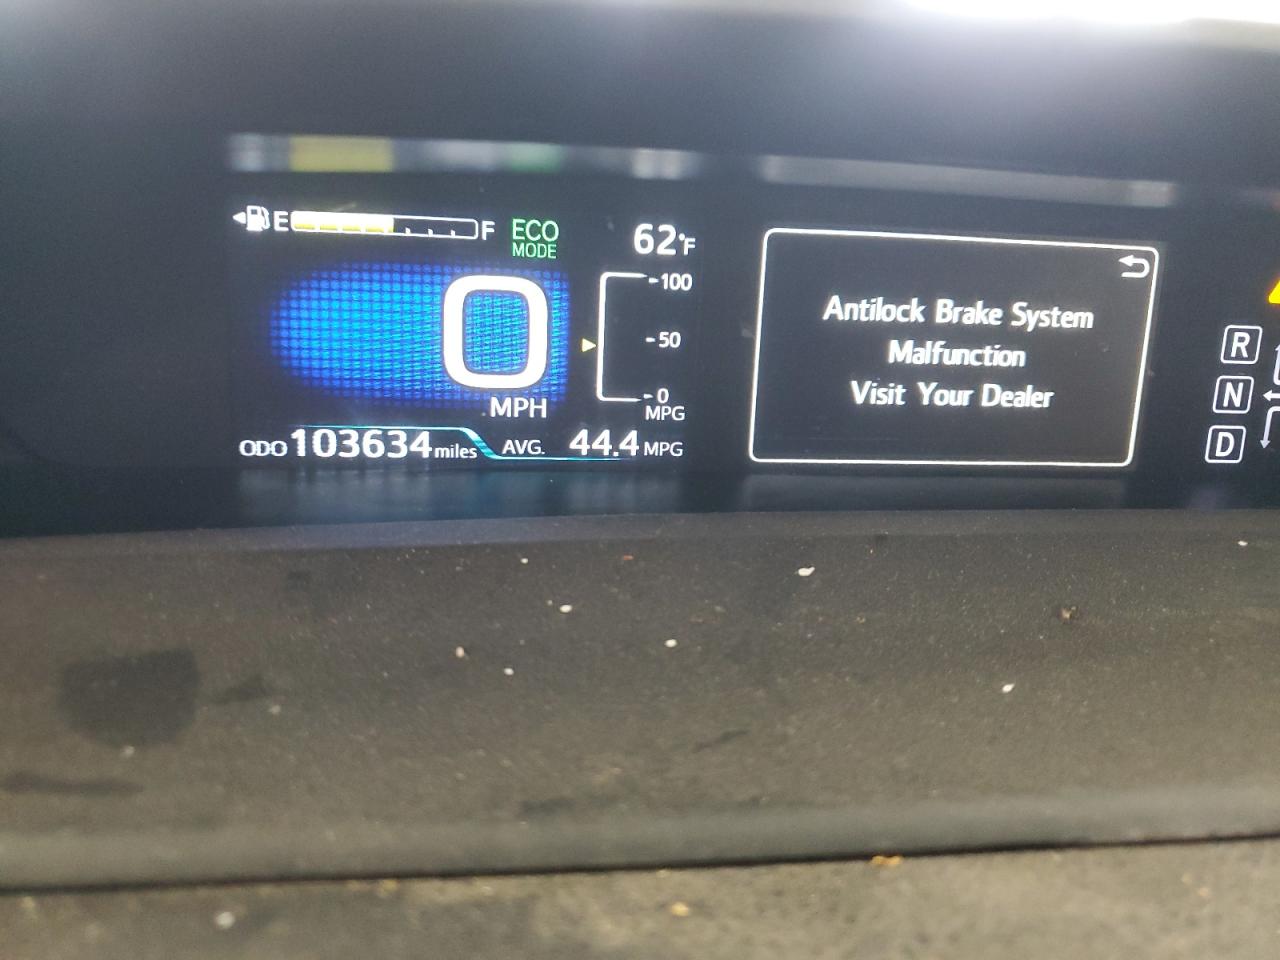 E F ECO
MODE
62°F
100
50
0
MPG
0
MPH
ODO 103634 miles AVG. 44.4 MPG
Antilock Brake System
Malfunction
Visit Your Dealer
R
N
D